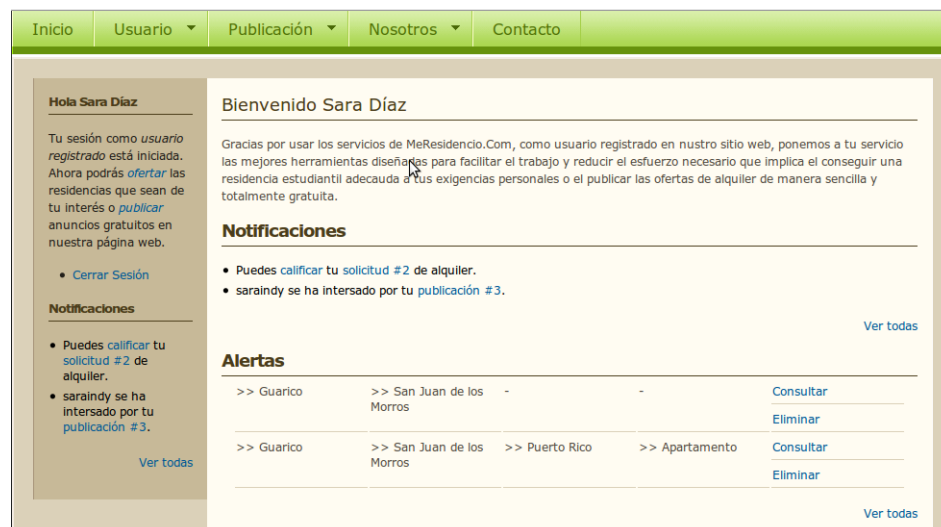 Inicio Usuario Publicación Nosotros Contacto
Hola Sara Díaz
Tu sesión como usuario
registrado está iniciada.
Ahora podrás ofertar las
residencias que sean de
tu interés o publicar
anuncios gratuitos en
nuestra página web.
• Cerrar Sesión
Notificaciones
• Puedes calificar tu
solicitud #2 de
alquiler.
• saraindy se ha
intersado por tu
publicación #3.
Ver todas
Bienvenido Sara Díaz
Gracias por usar los servicios de MeResidencio.Com, como usuario registrado en nustro sitio web, ponemos a tu servicio
las mejores herramientas diseñadas para facilitar el trabajo y reducir el esfuerzo necesario que implica el conseguir una
residencia estudiantil adecauda a tus exigencias personales o el publicar las ofertas de alquiler de manera sencilla y
totalmente gratuita.
Notificaciones
• Puedes calificar tu solicitud #2 de alquiler.
• saraindy se ha intersado por tu publicación #3.
Ver todas
Alertas
>> Guarico >> San Juan de los - - Consultar
Morros
Eliminar
>> Guarico >> San Juan de los >> Puerto Rico >> Apartamento Consultar
Morros
Eliminar
Ver todas